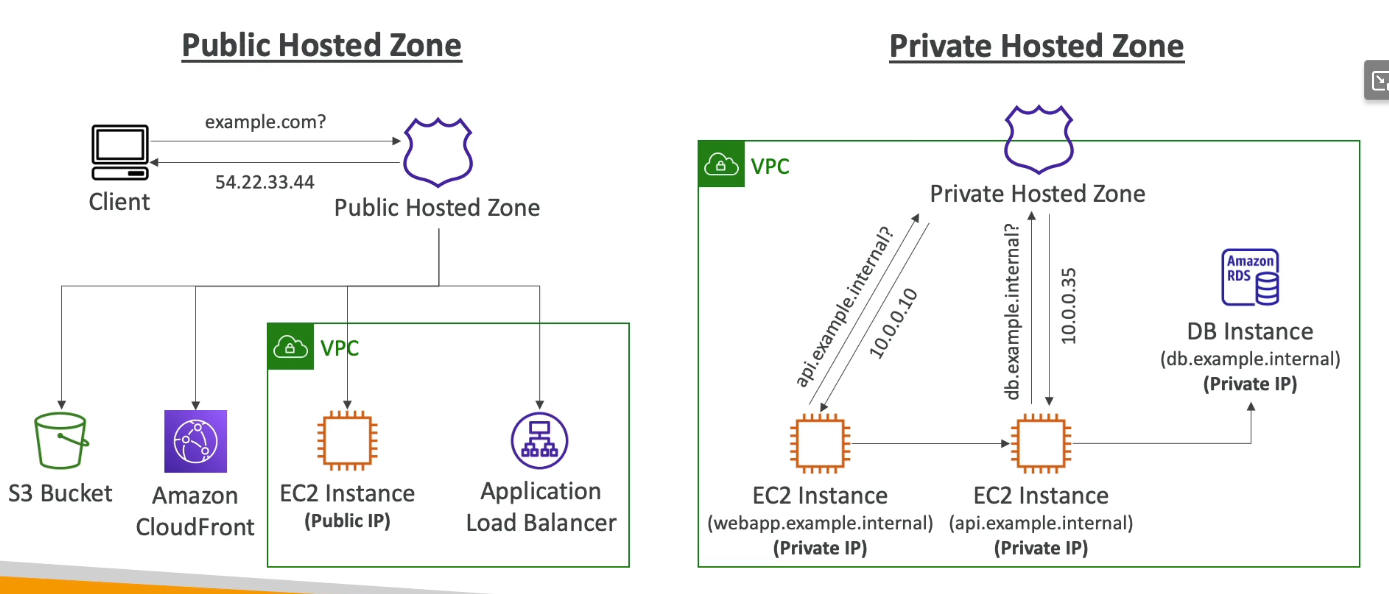 Public Hosted Zone
example.com?
54.22.33.44
Client
Public Hosted Zone
VPC
S3 Bucket
Amazon
CloudFront
EC2 Instance
(Public IP)
Application
Load Balancer
Private Hosted Zone
VPC
Private Hosted Zone
api.example.internal?
10.0.0.10
db.example.internal?
10.0.0.35
Amazon
RDS
DB Instance
(db.example.internal)
(Private IP)
EC2 Instance
(webapp.example.internal)
(Private IP)
EC2 Instance
(api.example.internal)
(Private IP)